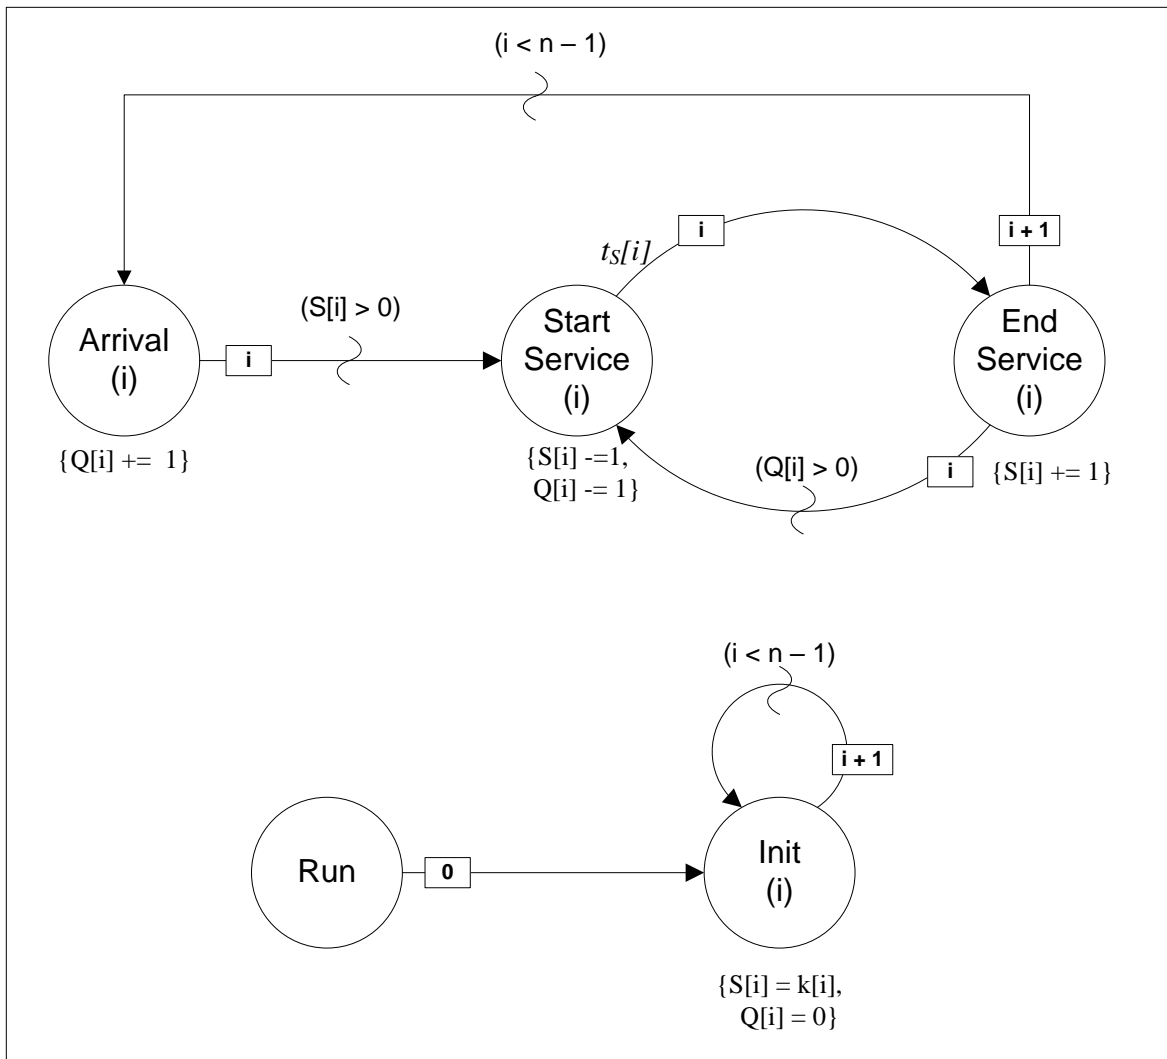 (i < n – 1)
i
i + 1
tS[i]
Arrival
(i)
i
(S[i] > 0)
Start
Service
(i)
End
Service
(i)
{Q[i] +=  1}
{S[i] -=1,
Q[i] -= 1}
(Q[i] > 0)
i
{S[i] += 1}
(i < n – 1)
i + 1
Run
0
Init
(i)
{S[i] = k[i],
Q[i] = 0}